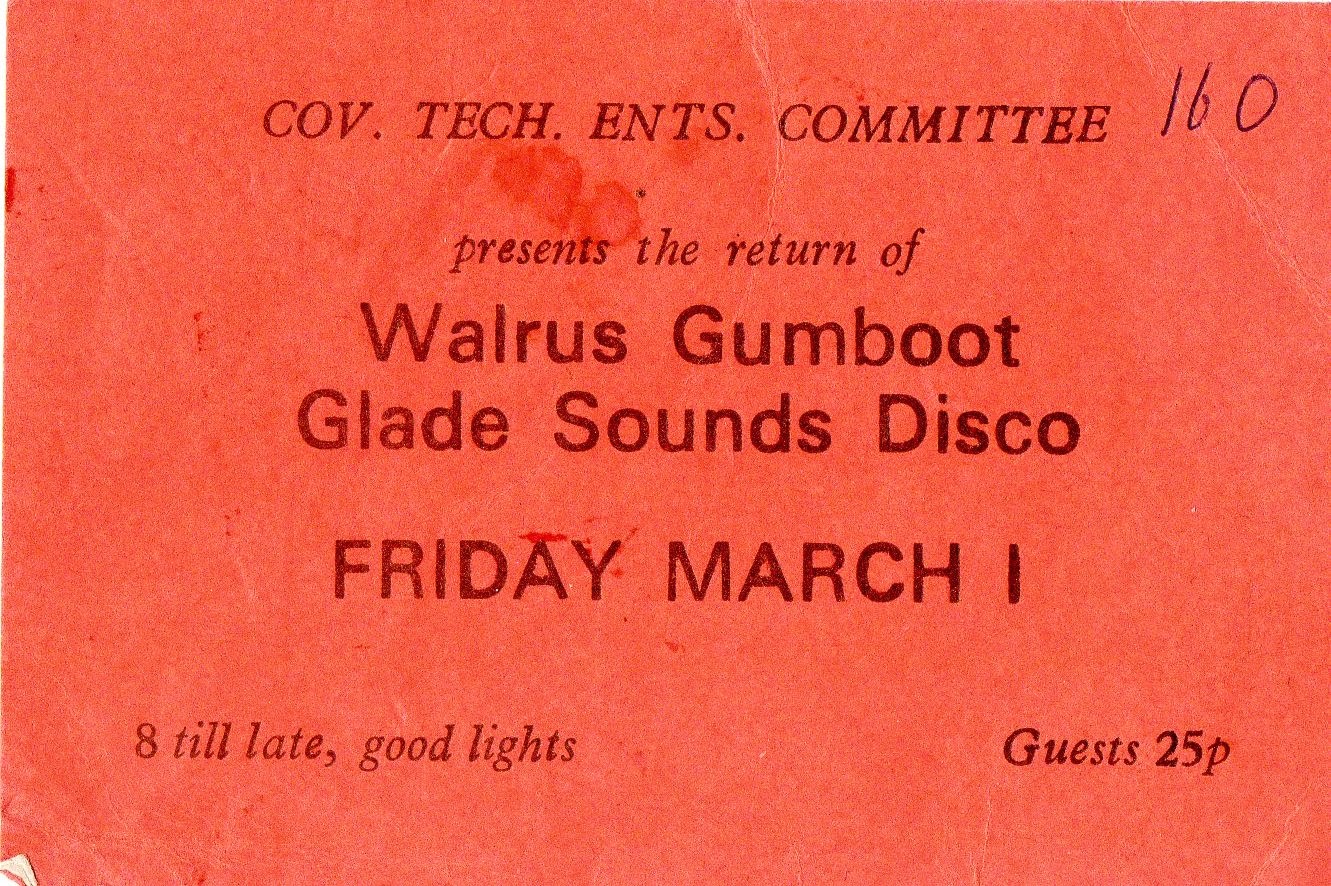 COV. TECH. ENTS. COMMITTEE 160
presents the return of
Walrus Gumboot
Glade Sounds Disco
FRIDAY MARCH 1
8 till late, good lights Guests 25p